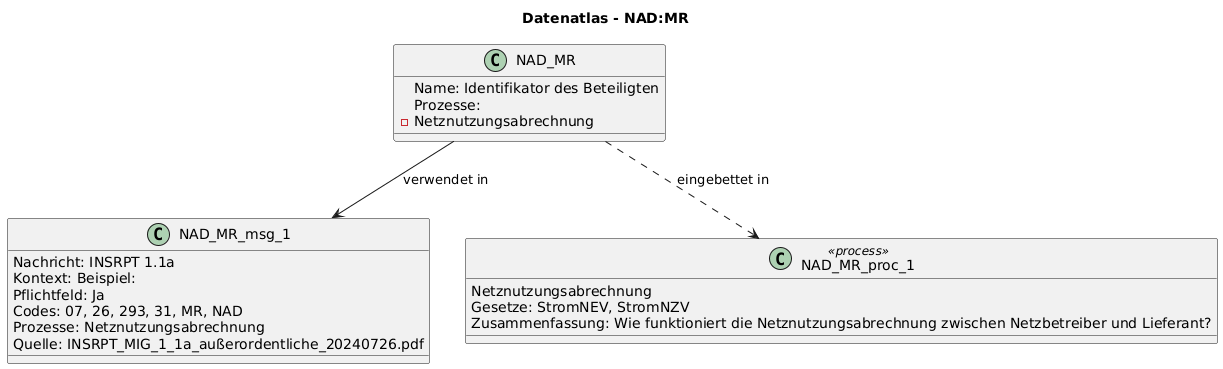 Datenatlas - NAD:MR
C NAD_MR
Name: Identifikator des Beteiligten
Prozesse:
Netznutzungsabrechnung
verwendet in
eingebettet in
C NAD_MR_msg_1
Nachricht: INSRPT 1.1a
Kontext: Beispiel:
Pflichtfeld: Ja
Codes: 07, 26, 293, 31, MR, NAD
Prozesse: Netznutzungsabrechnung
Quelle: INSRPT_MIG_1_1a_außerordentliche_20240726.pdf
«process»
C NAD_MR_proc_1
Netznutzungsabrechnung
Gesetze: StromNEV, StromNZV
Zusammenfassung: Wie funktioniert die Netznutzungsabrechnung zwischen Netzbetreiber und Lieferant?